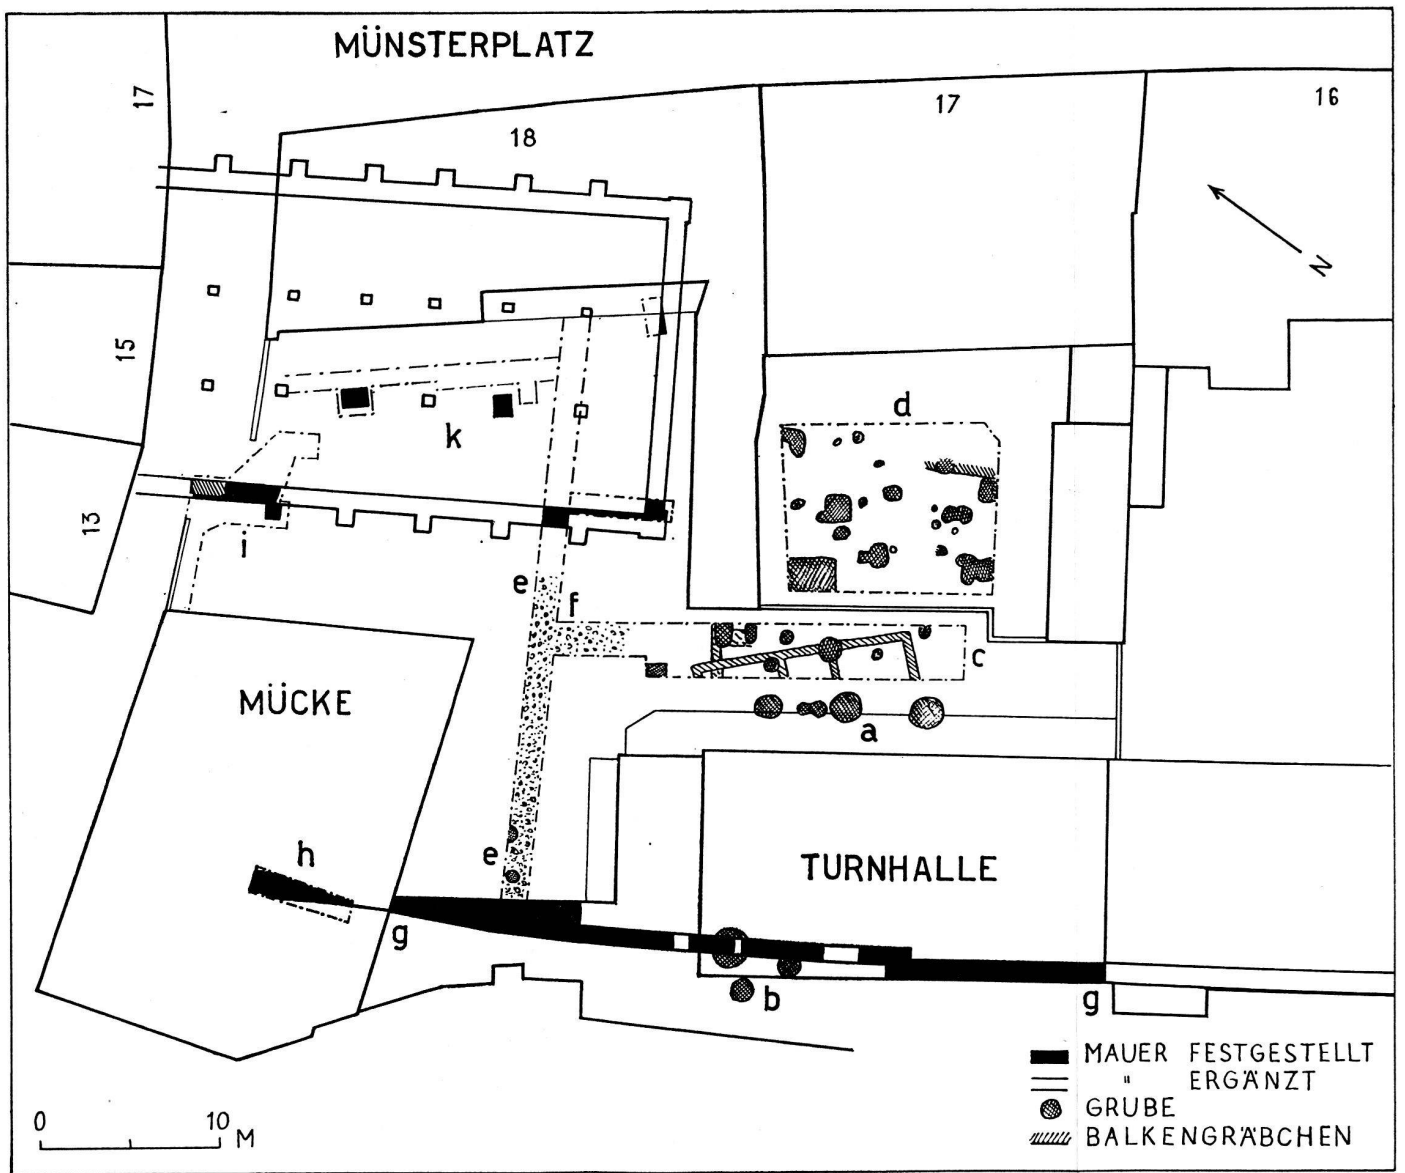 MÜNSTERPLATZ
17
18
17
16
N
15
d
k
13
i
e
f
c
MÜCKE
a
h
e
TURNHALLE
g
b
g
MAUER FESTGESTELLT
" ERGÄNZT
GRUBE
BALKENGRÄBCHEN
0 10 M